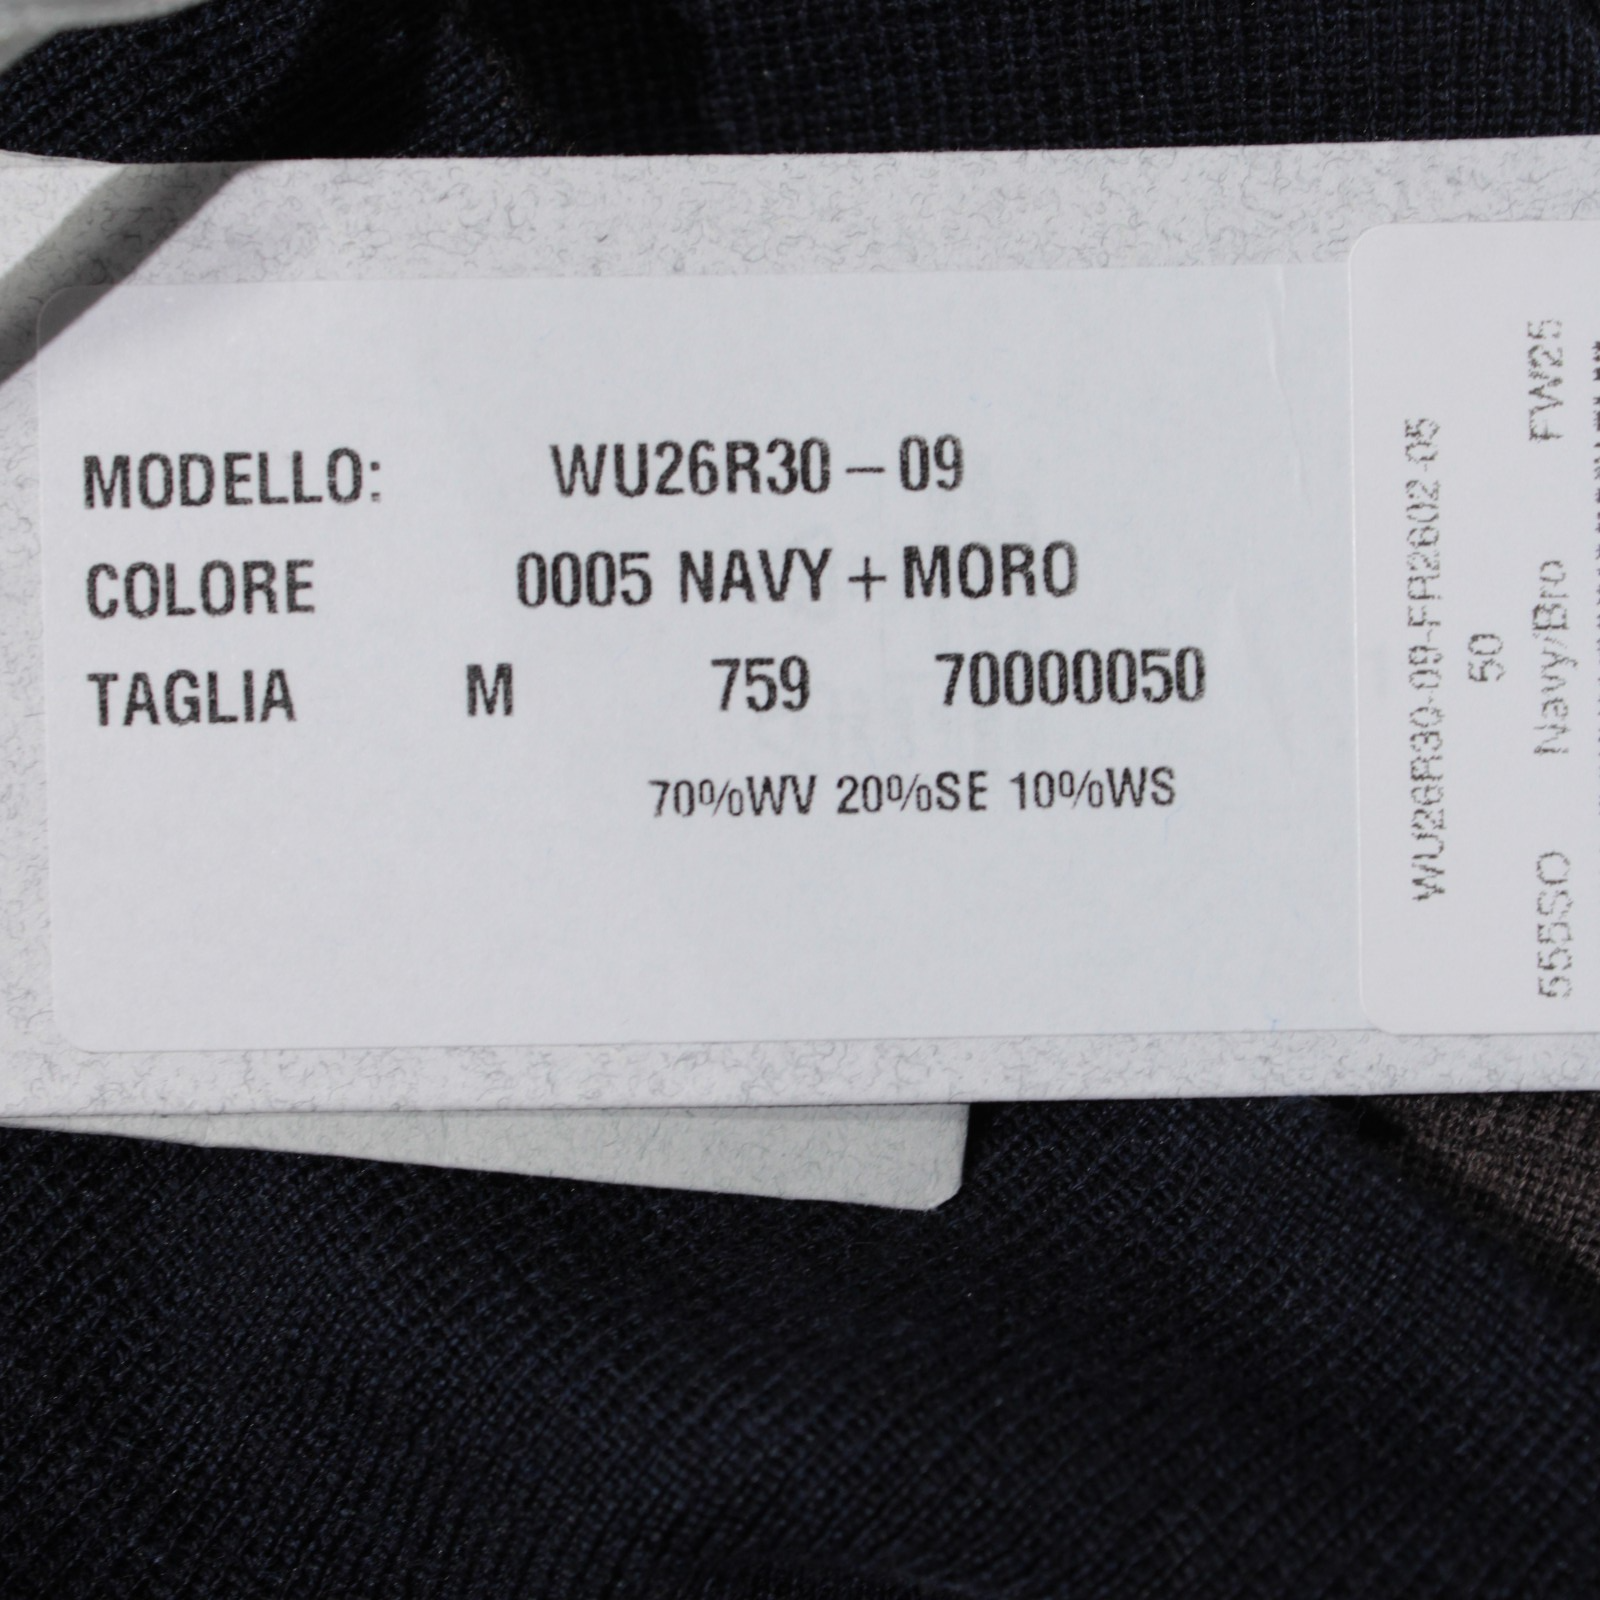 MODELLO: WU26R30 – 09
COLORE 0005 NAVY + MORO
TAGLIA M 759 70000050
70%WV 20%SE 10%WS
WU26R30-09-FR2602-05
50
555SO Navy/Bro FW25